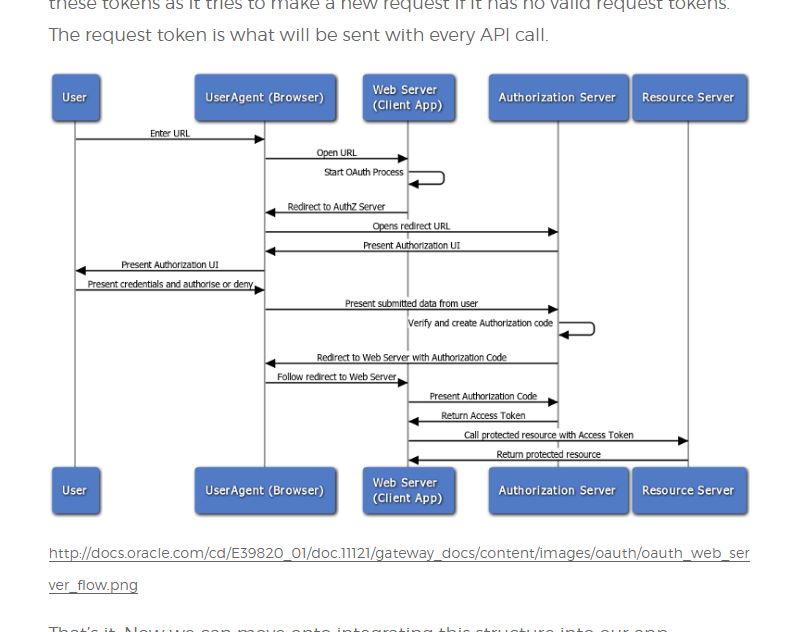 these tokens as it tries to make a new request if it has no valid request tokens.
The request token is what will be sent with every API call.
User
UserAgent (Browser)
Web Server
(Client App)
Authorization Server
Resource Server
Enter URL
Open URL
Start OAuth Process
Redirect to AuthZ Server
Opens redirect URL
Present Authorization UI
Present Authorization UI
Present credentials and authorise or deny
Present submitted data from user
Verify and create Authorization code
Redirect to Web Server with Authorization Code
Follow redirect to Web Server
Present Authorization Code
Return Access Token
Call protected resource with Access Token
Return protected resource
User
UserAgent (Browser)
Web Server
(Client App)
Authorization Server
Resource Server
http://docs.oracle.com/cd/E39820_01/doc.11121/gateway_docs/content/images/oauth/oauth_web_ser
ver_flow.png
That's it. Now we can move onto integrating this structure into our app.